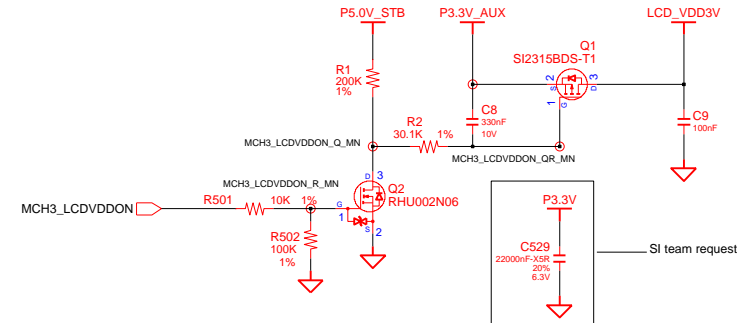 P5.0V_STB
P3.3V_AUX
LCD_VDD3V
Q1
SI2315BDS-T1
R1
200K
1%
2
3
S
D
G
1
C8
330nF
10V
C9
100nF
R2
30.1K
1%
MCH3_LCDVDDON_Q_MN
MCH3_LCDVDDON_QR_MN
D
3
Q2
RHU002N06
MCH3_LCDVDDON_R_MN
MCH3_LCDVDDON
R501
10K
1%
G
1
S
2
R502
100K
1%
P3.3V
C529
22000nF-X5R
20%
6.3V
SI team request